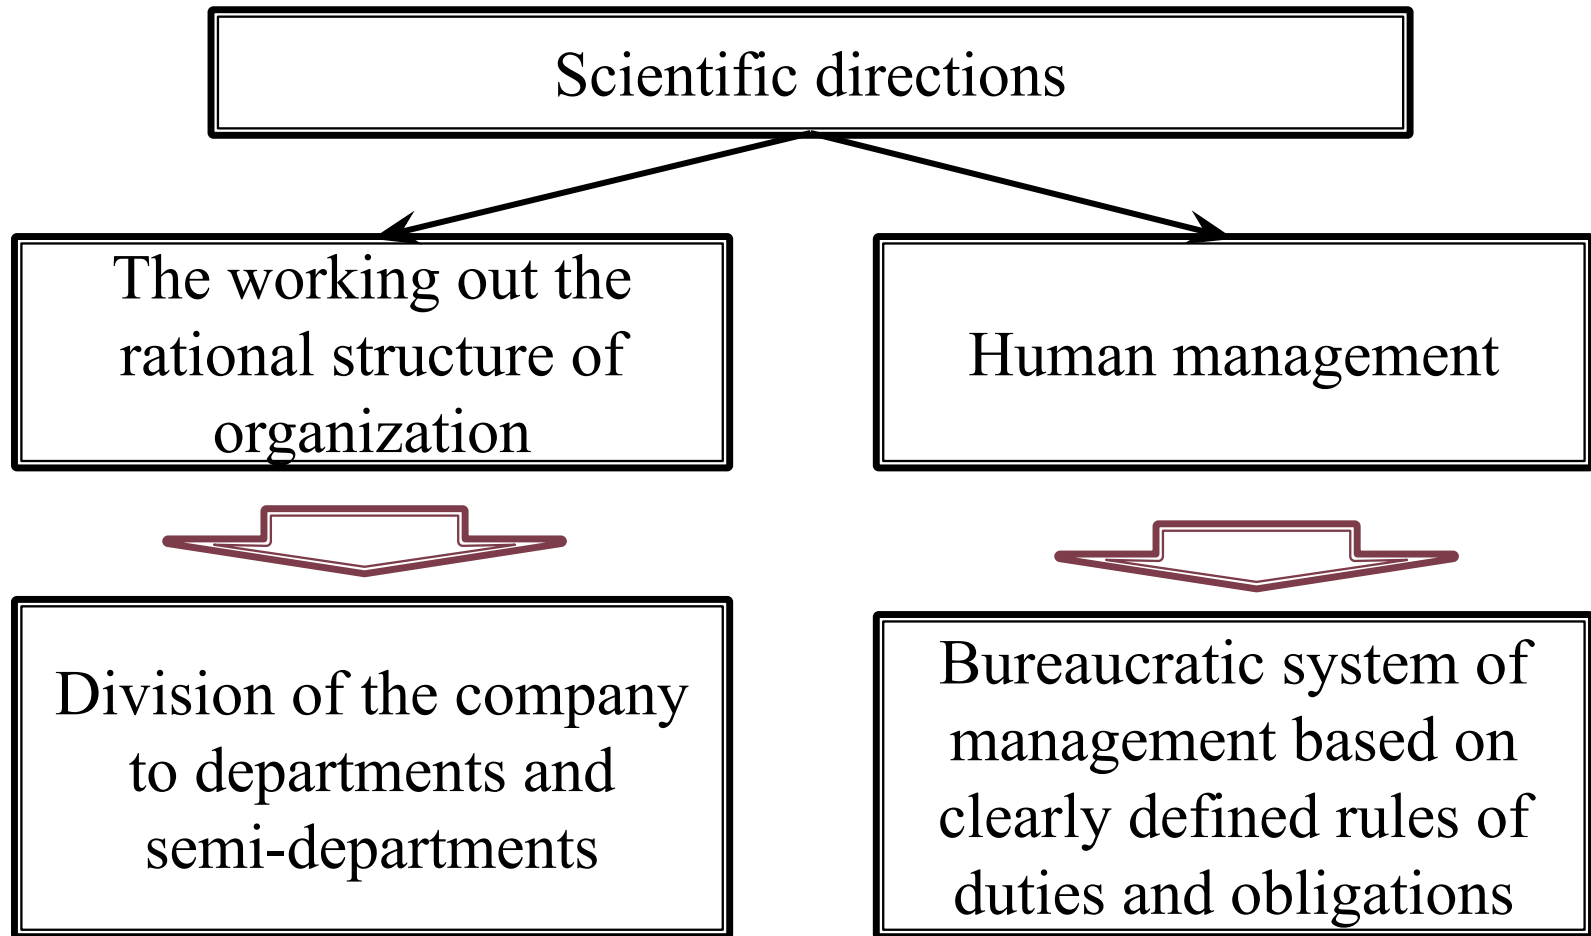 Scientific directions
The working out the
rational structure of
organization
Human management
Division of the company
to departments and
semi-departments
Bureaucratic system of
management based on
clearly defined rules of
duties and obligations